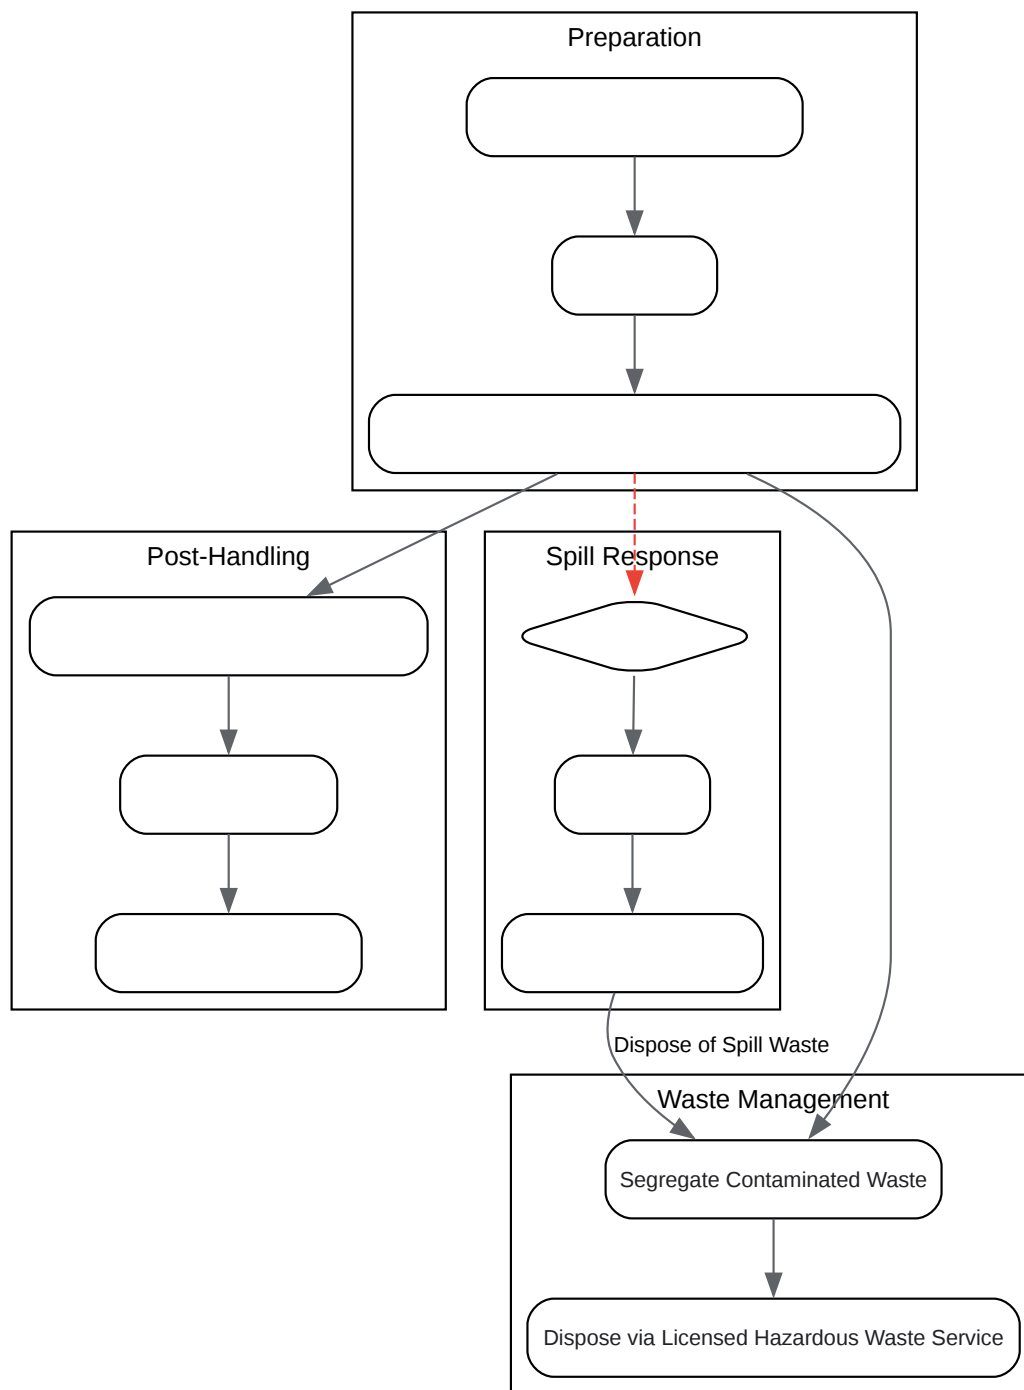 Preparation
Post-Handling
Spill Response
Dispose of Spill Waste
Waste Management
Segregate Contaminated Waste
Dispose via Licensed Hazardous Waste Service